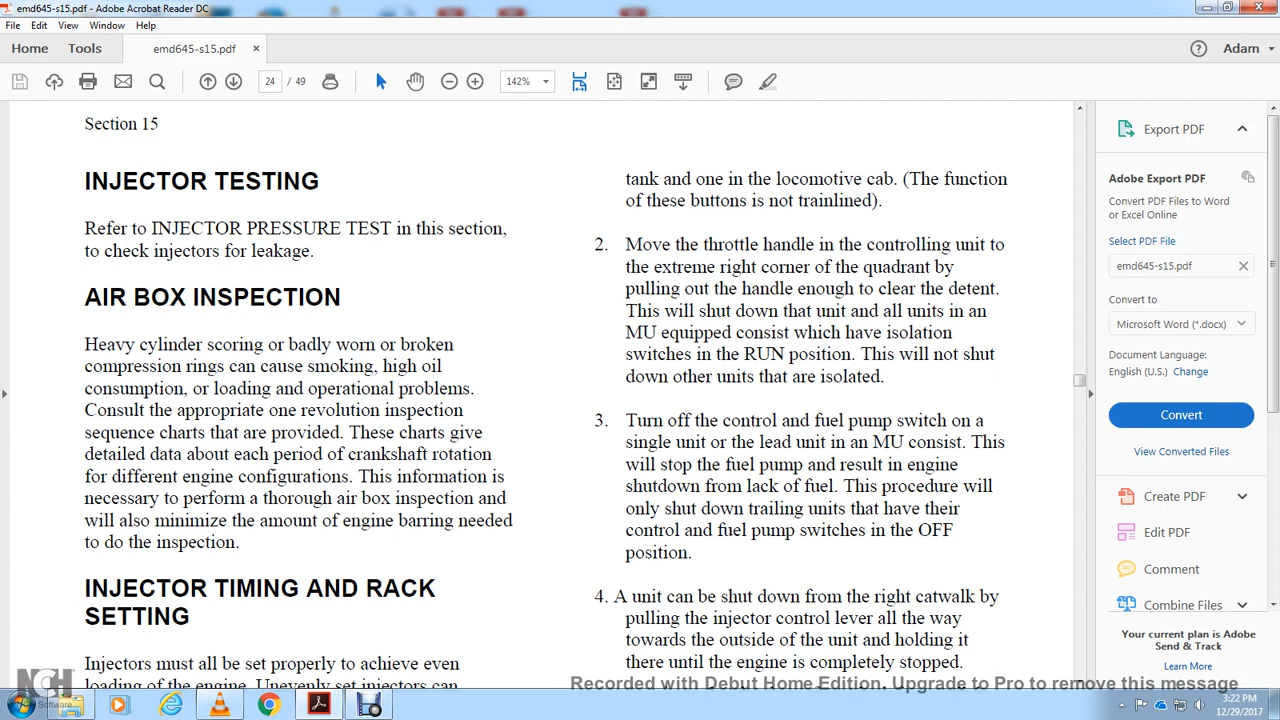 emd645-s15.pdf - Adobe Acrobat Reader DC
File Edit View Window Help
Home Tools emd645-s15.pdf × Adam
24 / 49 142%
Section 15
INJECTOR TESTING
Refer to INJECTOR PRESSURE TEST in this section,
to check injectors for leakage.
AIR BOX INSPECTION
Heavy cylinder scoring or badly worn or broken
compression rings can cause smoking, high oil
consumption, or loading and operational problems.
Consult the appropriate one revolution inspection
sequence charts that are provided. These charts give
detailed data about each period of crankshaft rotation
for different engine configurations. This information is
necessary to perform a thorough air box inspection and
will also minimize the amount of engine barring needed
to do the inspection.
INJECTOR TIMING AND RACK
SETTING
Injectors must all be set properly to achieve even
loading of the engine. Unevenly set injectors can
tank and one in the locomotive cab. (The function
of these buttons is not trainlined).
2. Move the throttle handle in the controlling unit to
the extreme right corner of the quadrant by
pulling out the handle enough to clear the detent.
This will shut down that unit and all units in an
MU equipped consist which have isolation
switches in the RUN position. This will not shut
down other units that are isolated.
3. Turn off the control and fuel pump switch on a
single unit or the lead unit in an MU consist. This
will stop the fuel pump and result in engine
shutdown from lack of fuel. This procedure will
only shut down trailing units that have their
control and fuel pump switches in the OFF
position.
4. A unit can be shut down from the right catwalk by
pulling the injector control lever all the way
towards the outside of the unit and holding it
there until the engine is completely stopped.
Export PDF
Adobe Export PDF
Convert PDF Files to Word
or Excel Online
Select PDF File
emd645-s15.pdf
Convert to
Microsoft Word (*.docx)
Document Language:
English (U.S.) Change
Convert
View Converted Files
Create PDF
Edit PDF
Comment
Combine Files
Your current plan is Adobe
Send & Track
Learn More
NCH
Software
Recorded with Debut Home Edition. Upgrade to Pro to remove this message
3:22 PM
12/29/2017